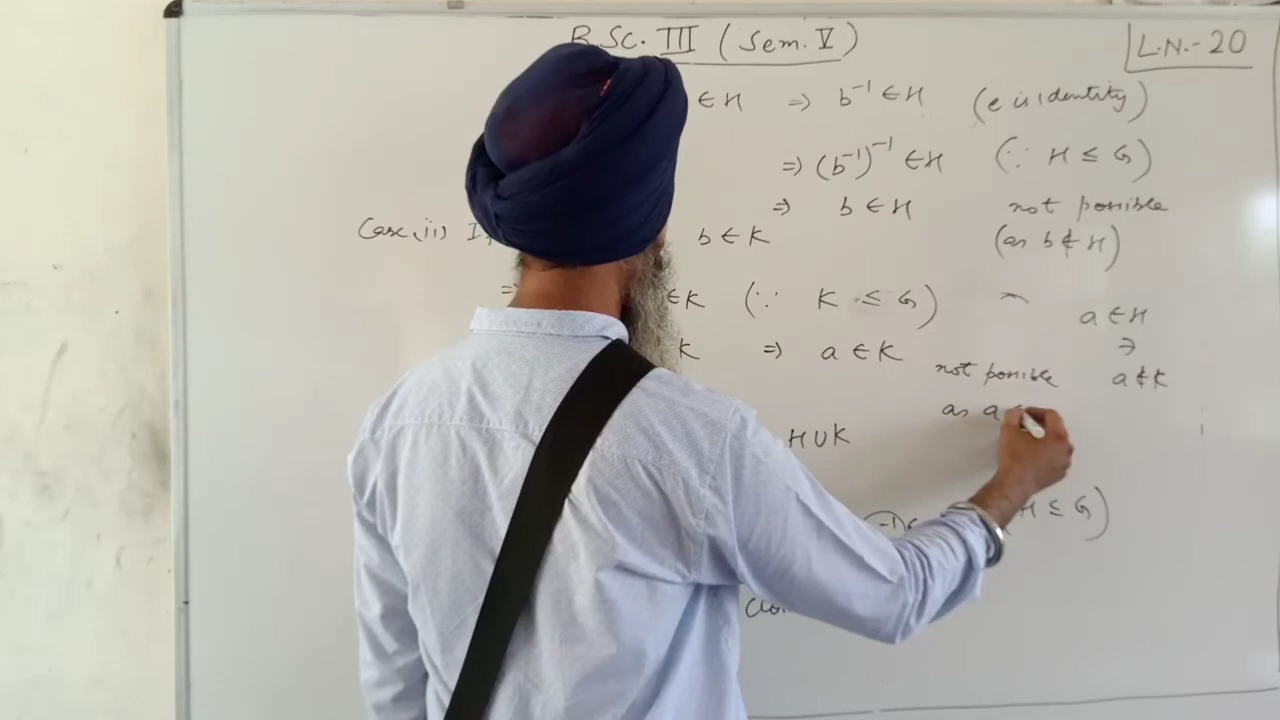 B.Sc. III (Sem. V)
L.N.-20
∈ H ⇒ b⁻¹ ∈ H (e is identity)
⇒ (b⁻¹)⁻¹ ∈ H (∵ H ≤ G)
⇒ b ∈ H not possible
Case (ii) If b ∈ K (as b ∉ H)
⇒ ∈ K (∵ K ≤ G)
a ∈ H
⇒
K ⇒ a ∈ K
not possible a ∉ K
as a
H ∪ K
H ≤ G)